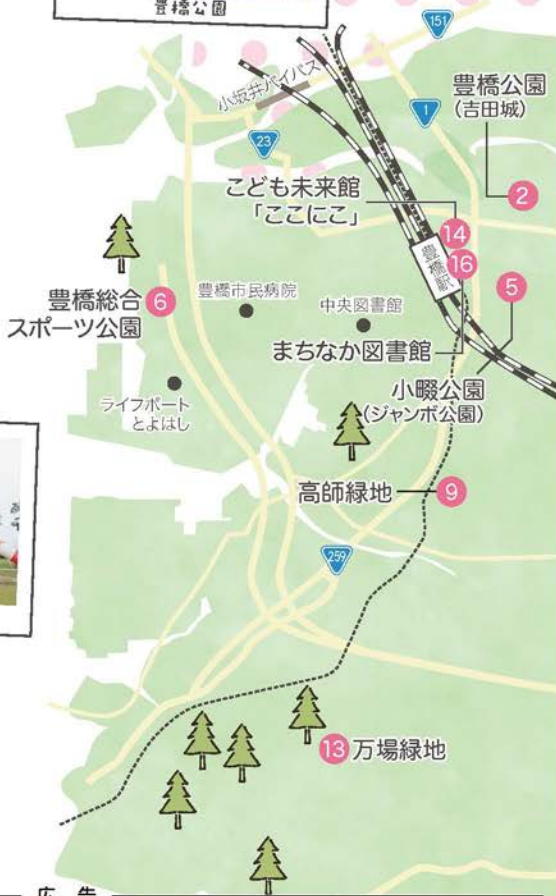 豊橋公園
151
小坂井バイパス
1
23
豊橋公園
(吉田城)
2
こども未来館
「ここにこ」
14
豊橋駅
16
5
豊橋総合
スポーツ公園
6
豊橋市民病院
中央図書館
まちなか図書館
小畷公園
(ジャンボ公園)
ライフポート
とよはし
高師緑地
9
259
13 万場緑地
広告